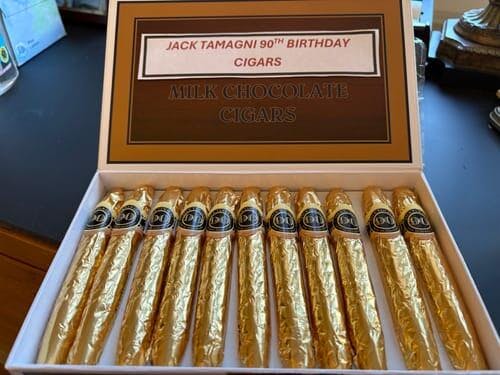 JACK TAMAGNI 90TH BIRTHDAY
CIGARS
MILK CHOCOLATE
CIGARS